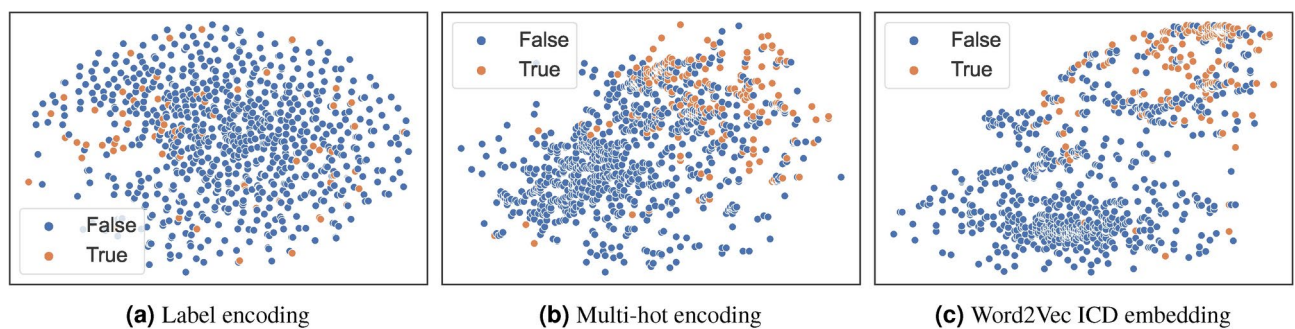 False
True
(a) Label encoding
False
True
(b) Multi-hot encoding
False
True
(c) Word2Vec ICD embedding